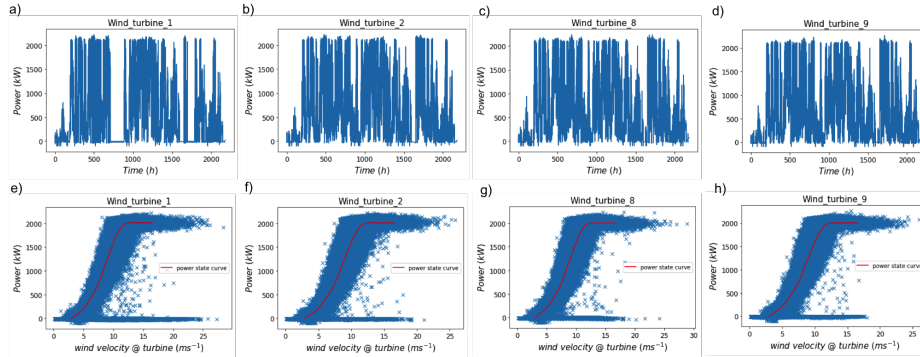 a)
Wind_turbine_1
Power (kW)
2000
1500
1000
500
0
0 500 1000 1500 2000
Time (h)
b)
Wind_turbine_2
Power (kW)
2000
1500
1000
500
0
0 500 1000 1500 2000
Time (h)
c)
Wind_turbine_8
Power (kW)
2000
1500
1000
500
0
0 500 1000 1500 2000
Time (h)
d)
Wind_turbine_9
Power (kW)
2000
1500
1000
500
0
0 500 1000 1500 2000
Time (h)
e)
Wind_turbine_1
Power (kW)
2000
1500
1000
500
0
power state curve
0 5 10 15 20 25
wind velocity @ turbine (ms⁻¹)
f)
Wind_turbine_2
Power (kW)
2000
1500
1000
500
0
power state curve
0 5 10 15 20 25
wind velocity @ turbine (ms⁻¹)
g)
Wind_turbine_8
Power (kW)
2000
1500
1000
500
0
power state curve
0 5 10 15 20 25 30
wind velocity @ turbine (ms⁻¹)
h)
Wind_turbine_9
Power (kW)
2000
1500
1000
500
0
power state curve
0 5 10 15 20 25
wind velocity @ turbine (ms⁻¹)